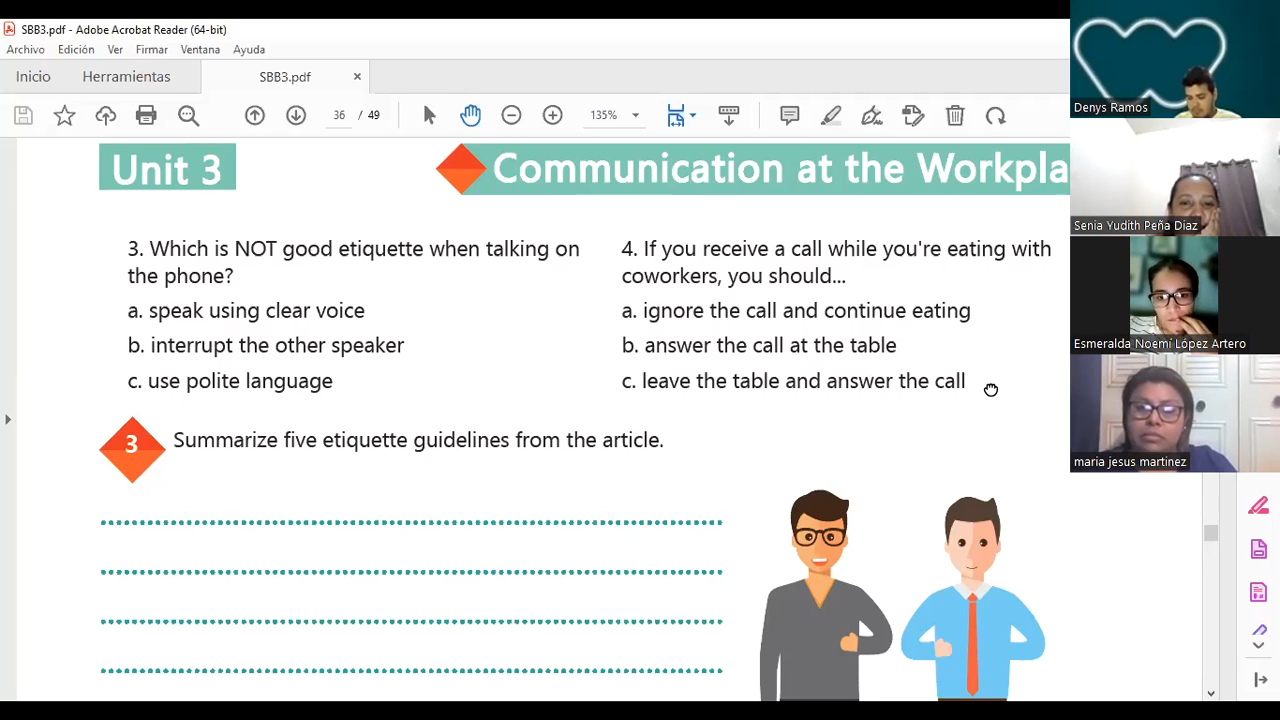 SBB3.pdf - Adobe Acrobat Reader (64-bit)
Archivo Edición Ver Firmar Ventana Ayuda
Inicio Herramientas SBB3.pdf ×
36 / 49 135%
Unit 3
Communication at the Workpla
3. Which is NOT good etiquette when talking on
the phone?
a. speak using clear voice
b. interrupt the other speaker
c. use polite language
4. If you receive a call while you're eating with
coworkers, you should...
a. ignore the call and continue eating
b. answer the call at the table
c. leave the table and answer the call
3 Summarize five etiquette guidelines from the article.
Denys Ramos
Senia Yudith Peña Diaz
Esmeralda Noemí López Artero
maria jesus martinez